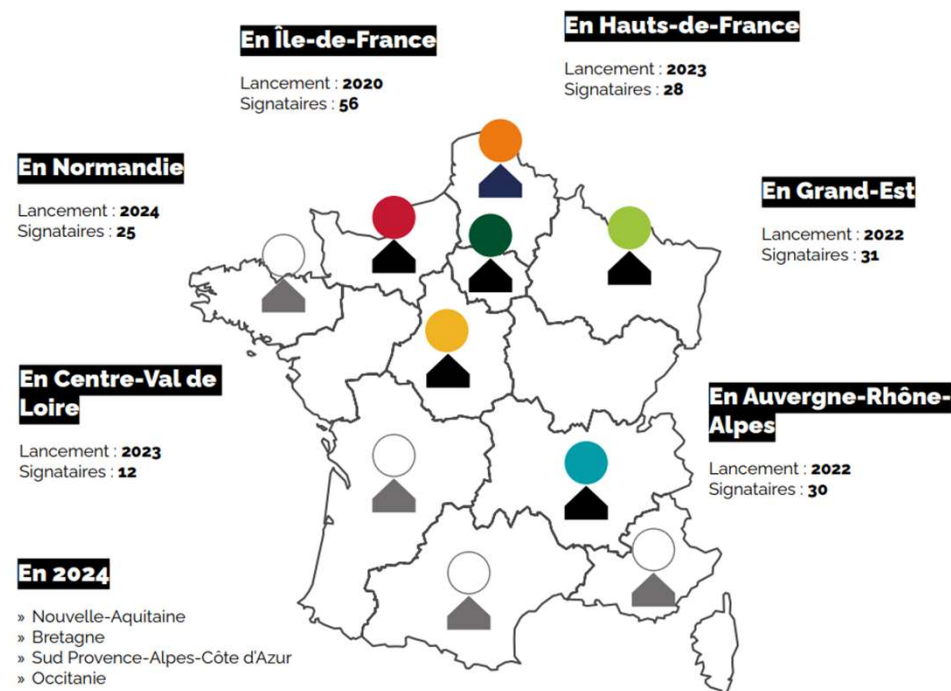 En Île-de-France
Lancement : 2020
Signataires : 56
En Hauts-de-France
Lancement : 2023
Signataires : 28
En Normandie
Lancement : 2024
Signataires : 25
En Grand-Est
Lancement : 2022
Signataires : 31
En Centre-Val de
Loire
Lancement : 2023
Signataires : 12
En Auvergne-Rhône-
Alpes
Lancement : 2022
Signataires : 30
En 2024
» Nouvelle-Aquitaine
» Bretagne
» Sud Provence-Alpes-Côte d'Azur
» Occitanie